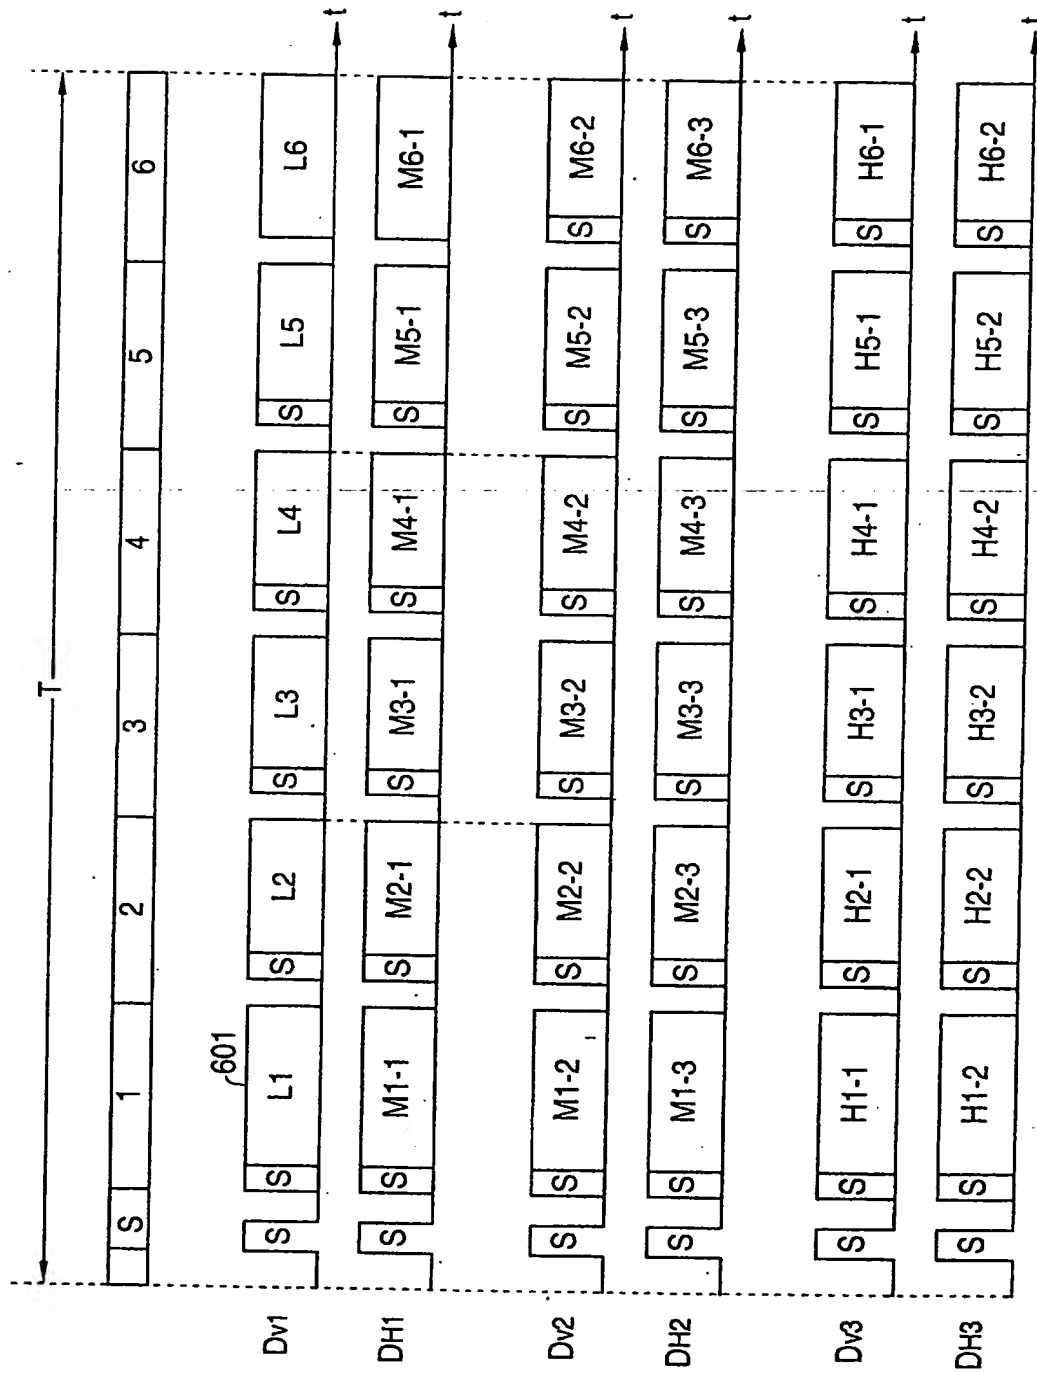 T
S 1 2 3 4 5 6
601
Dv1 S S L1 S L2 S L3 S L4 S L5 L6 t
DH1 S S M1-1 S M2-1 S M3-1 S M4-1 S M5-1 M6-1 t
Dv2 S S M1-2 S M2-2 S M3-2 S M4-2 S M5-2 S M6-2 t
DH2 S S M1-3 S M2-3 S M3-3 S M4-3 S M5-3 S M6-3 t
Dv3 S S H1-1 S H2-1 S H3-1 S H4-1 S H5-1 S H6-1 t
DH3 S S H1-2 S H2-2 S H3-2 S H4-2 S H5-2 S H6-2 t